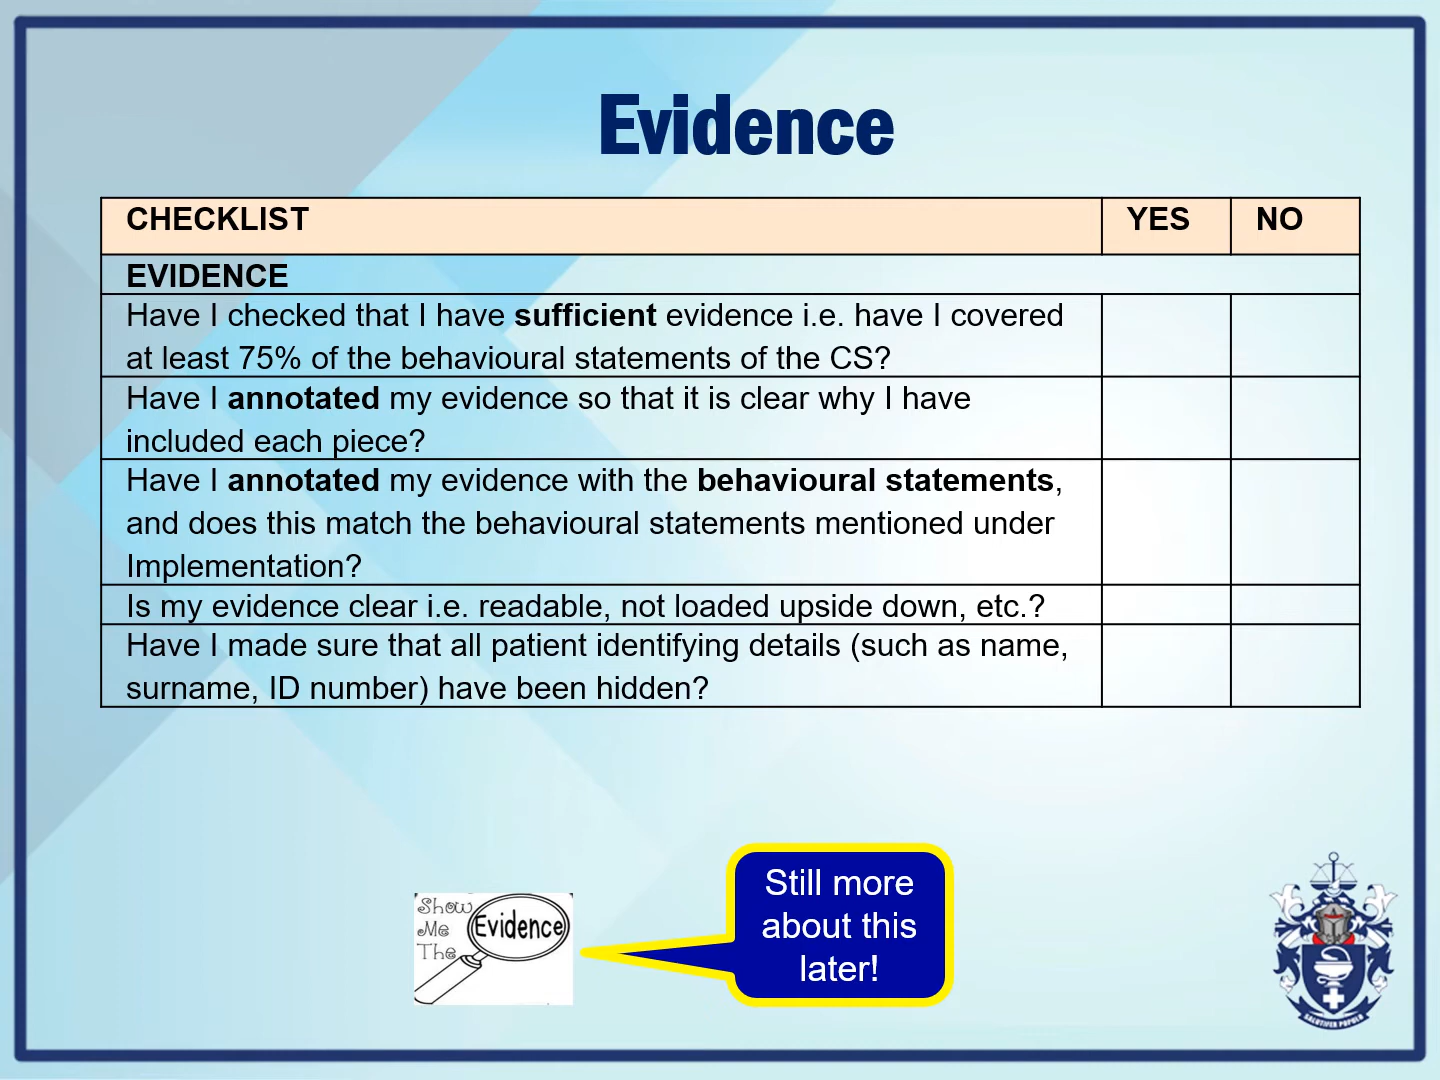 Evidence
CHECKLIST YES NO
EVIDENCE
Have I checked that I have sufficient evidence i.e. have I covered
at least 75% of the behavioural statements of the CS?
Have I annotated my evidence so that it is clear why I have
included each piece?
Have I annotated my evidence with the behavioural statements,
and does this match the behavioural statements mentioned under
Implementation?
Is my evidence clear i.e. readable, not loaded upside down, etc.?
Have I made sure that all patient identifying details (such as name,
surname, ID number) have been hidden?
Show
Me
The
Evidence
Still more
about this
later!
SALUTIFER POPULO